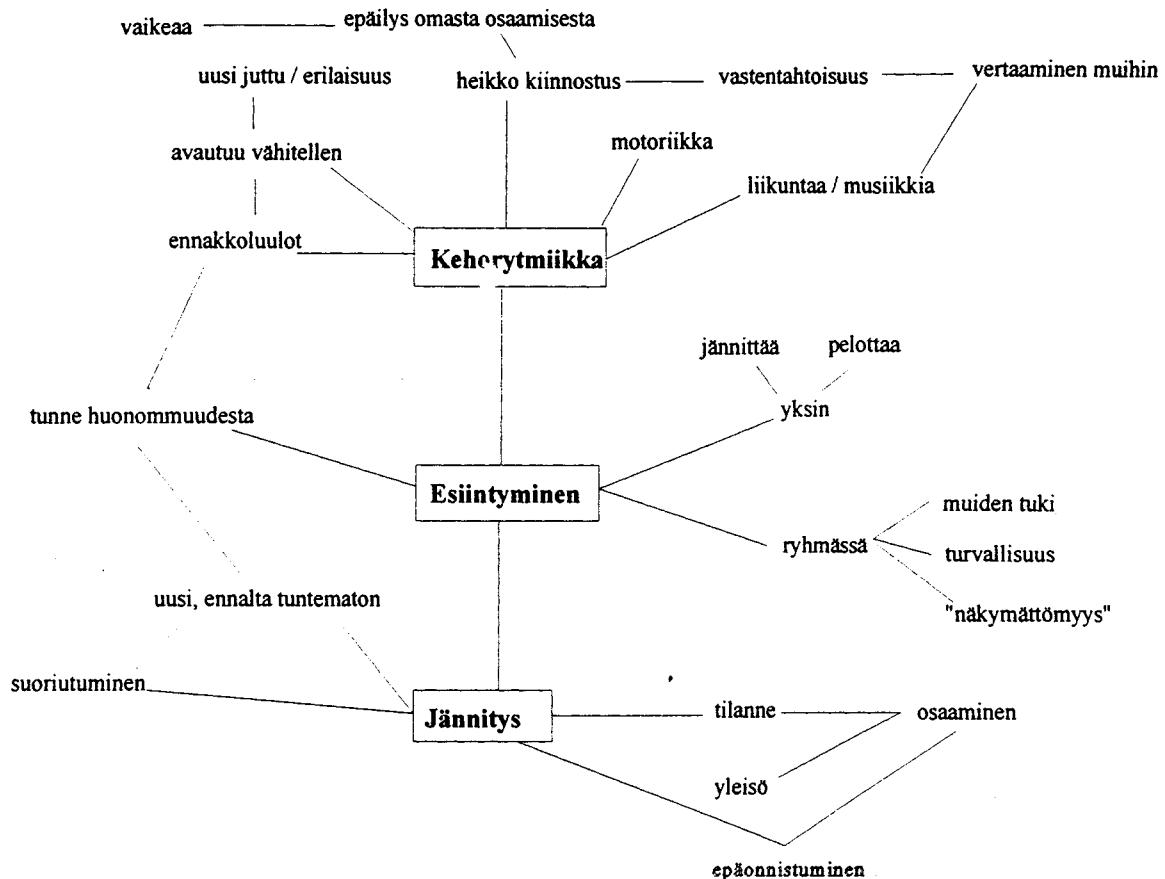 vaikeaa
epäilys omasta osaamisesta
uusi juttu / erilaisuus
heikko kiinnostus
vastentahtoisuus
vertaaminen muihin
motoriikka
avautuu vähitellen
liikuntaa / musiikkia
ennakkoluulot
Kehorytmiikka
jännittää
pelottaa
tunne huonommuudesta
yksin
Esiintyminen
muiden tuki
ryhmässä
turvallisuus
uusi, ennalta tuntematon
"näkymättömyys"
suoriutuminen
Jännitys
tilanne
osaaminen
yleisö
epäonnistuminen